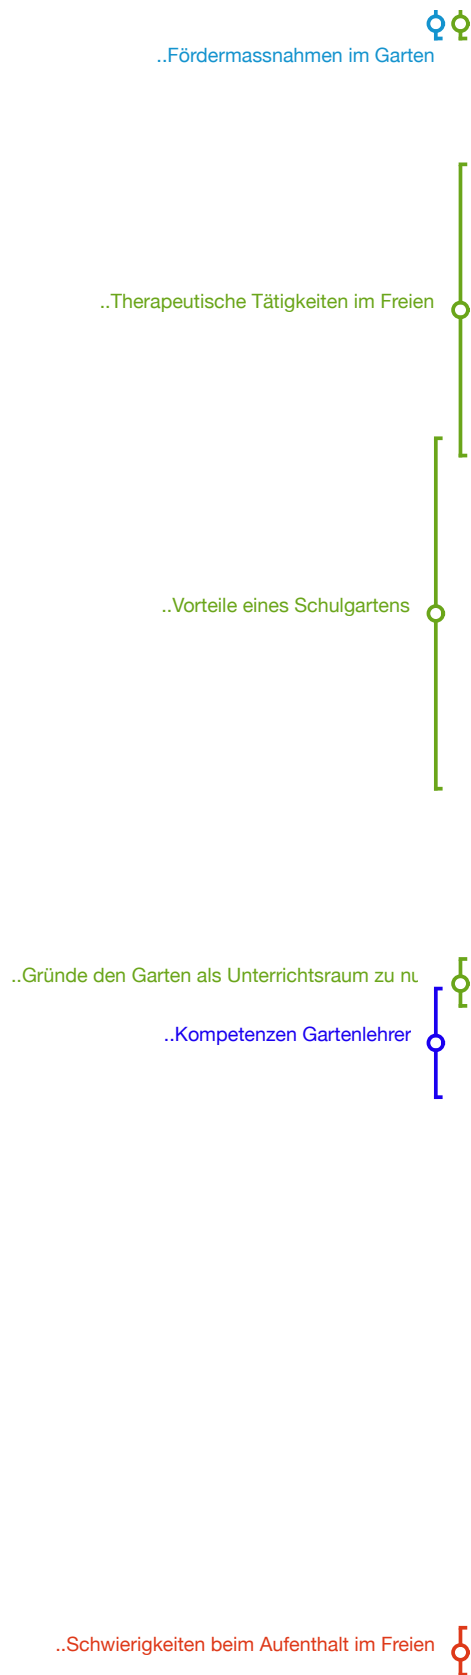 ..Fördermassnahmen im Garten
..Therapeutische Tätigkeiten im Freien
..Vorteile eines Schulgartens
..Gründe den Garten als Unterrichtsraum zu nu
..Kompetenzen Gartenlehrer
..Schwierigkeiten beim Aufenthalt im Freien